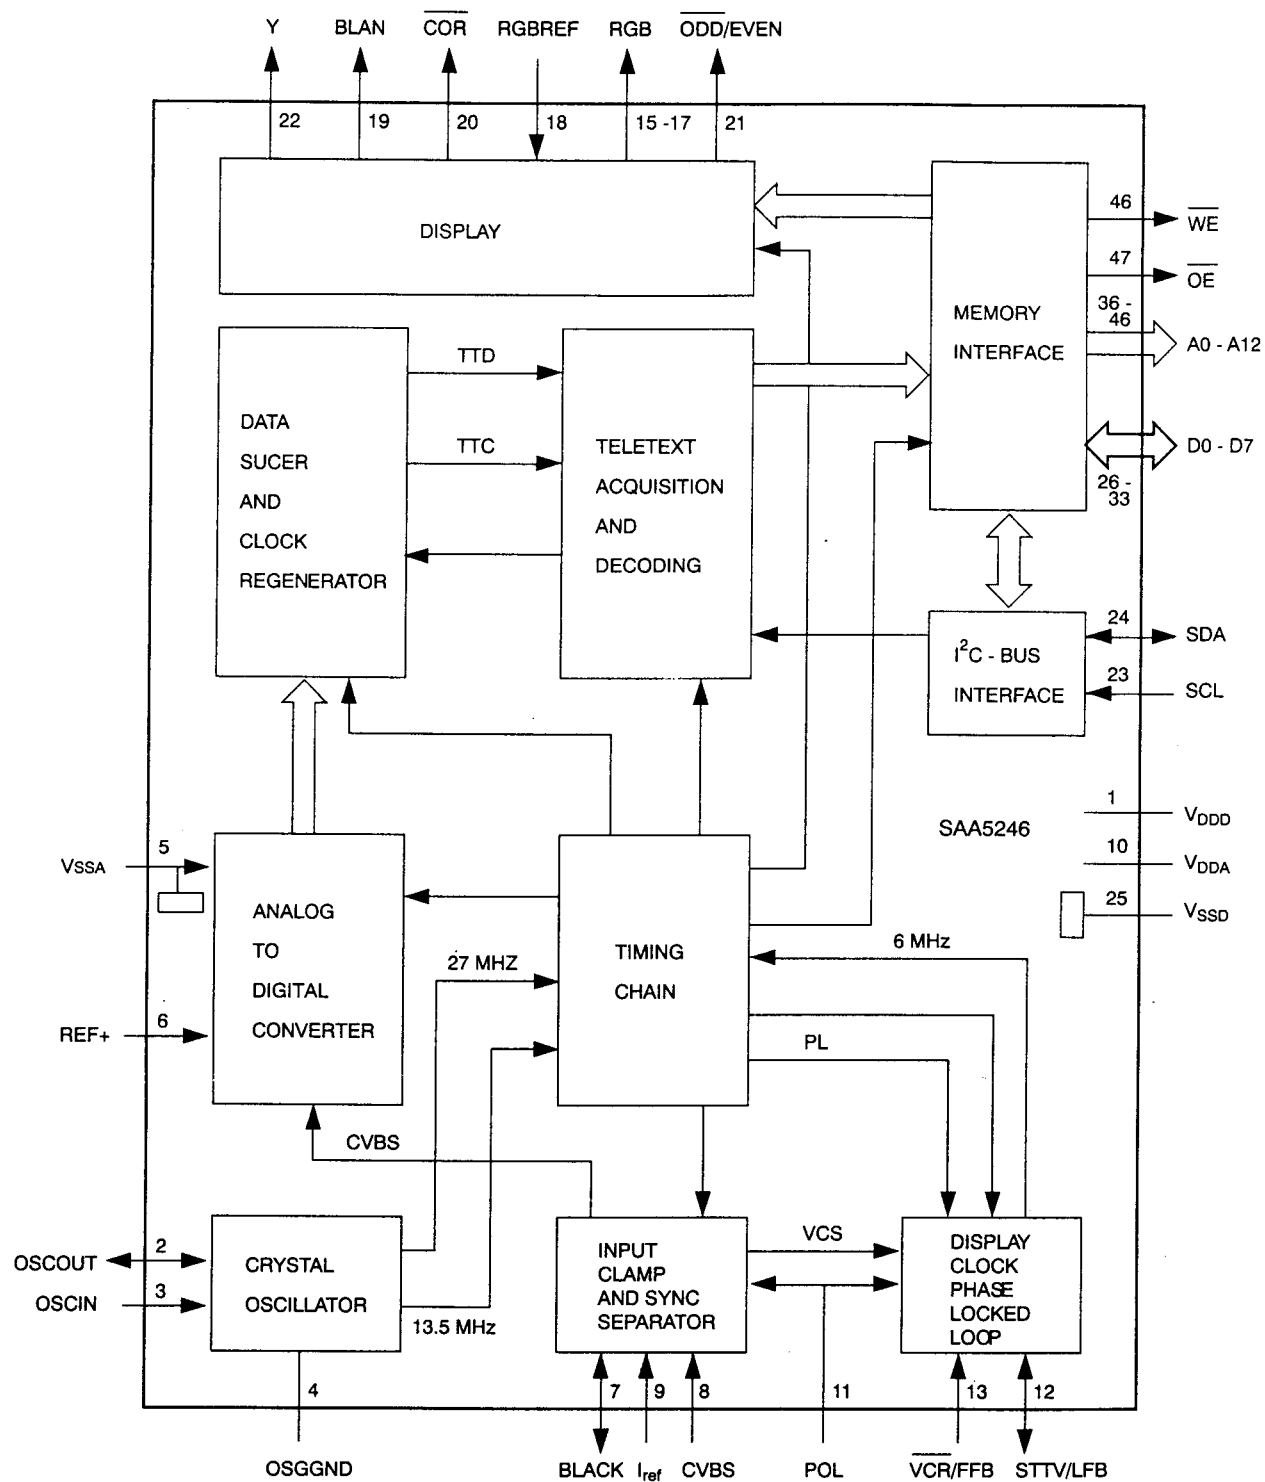 Y BLAN COR RGBREF RGB ODD/EVEN
22 19 20 18 15 -17 21
DISPLAY
46
WE
47
OE
36 -
46
A0 - A12
MEMORY
INTERFACE
D0 - D7
26 -
33
TTD
TTC
DATA
SUCER
AND
CLOCK
REGENERATOR
TELETEXT
ACQUISITION
AND
DECODING
I²C - BUS
INTERFACE
24
SDA
23
SCL
SAA5246
1
VDDD
10
VDDA
25
VSSD
5
VSSA
6
REF+
ANALOG
TO
DIGITAL
CONVERTER
TIMING
CHAIN
27 MHZ
6 MHz
PL
CVBS
2
OSCOUT
3
OSCIN
CRYSTAL
OSCILLATOR
13.5 MHz
INPUT
CLAMP
AND SYNC
SEPARATOR
VCS
DISPLAY
CLOCK
PHASE
LOCKED
LOOP
4 7 9 8 11 13 12
OSGGND BLACK Iref CVBS POL VCR/FFB STTV/LFB